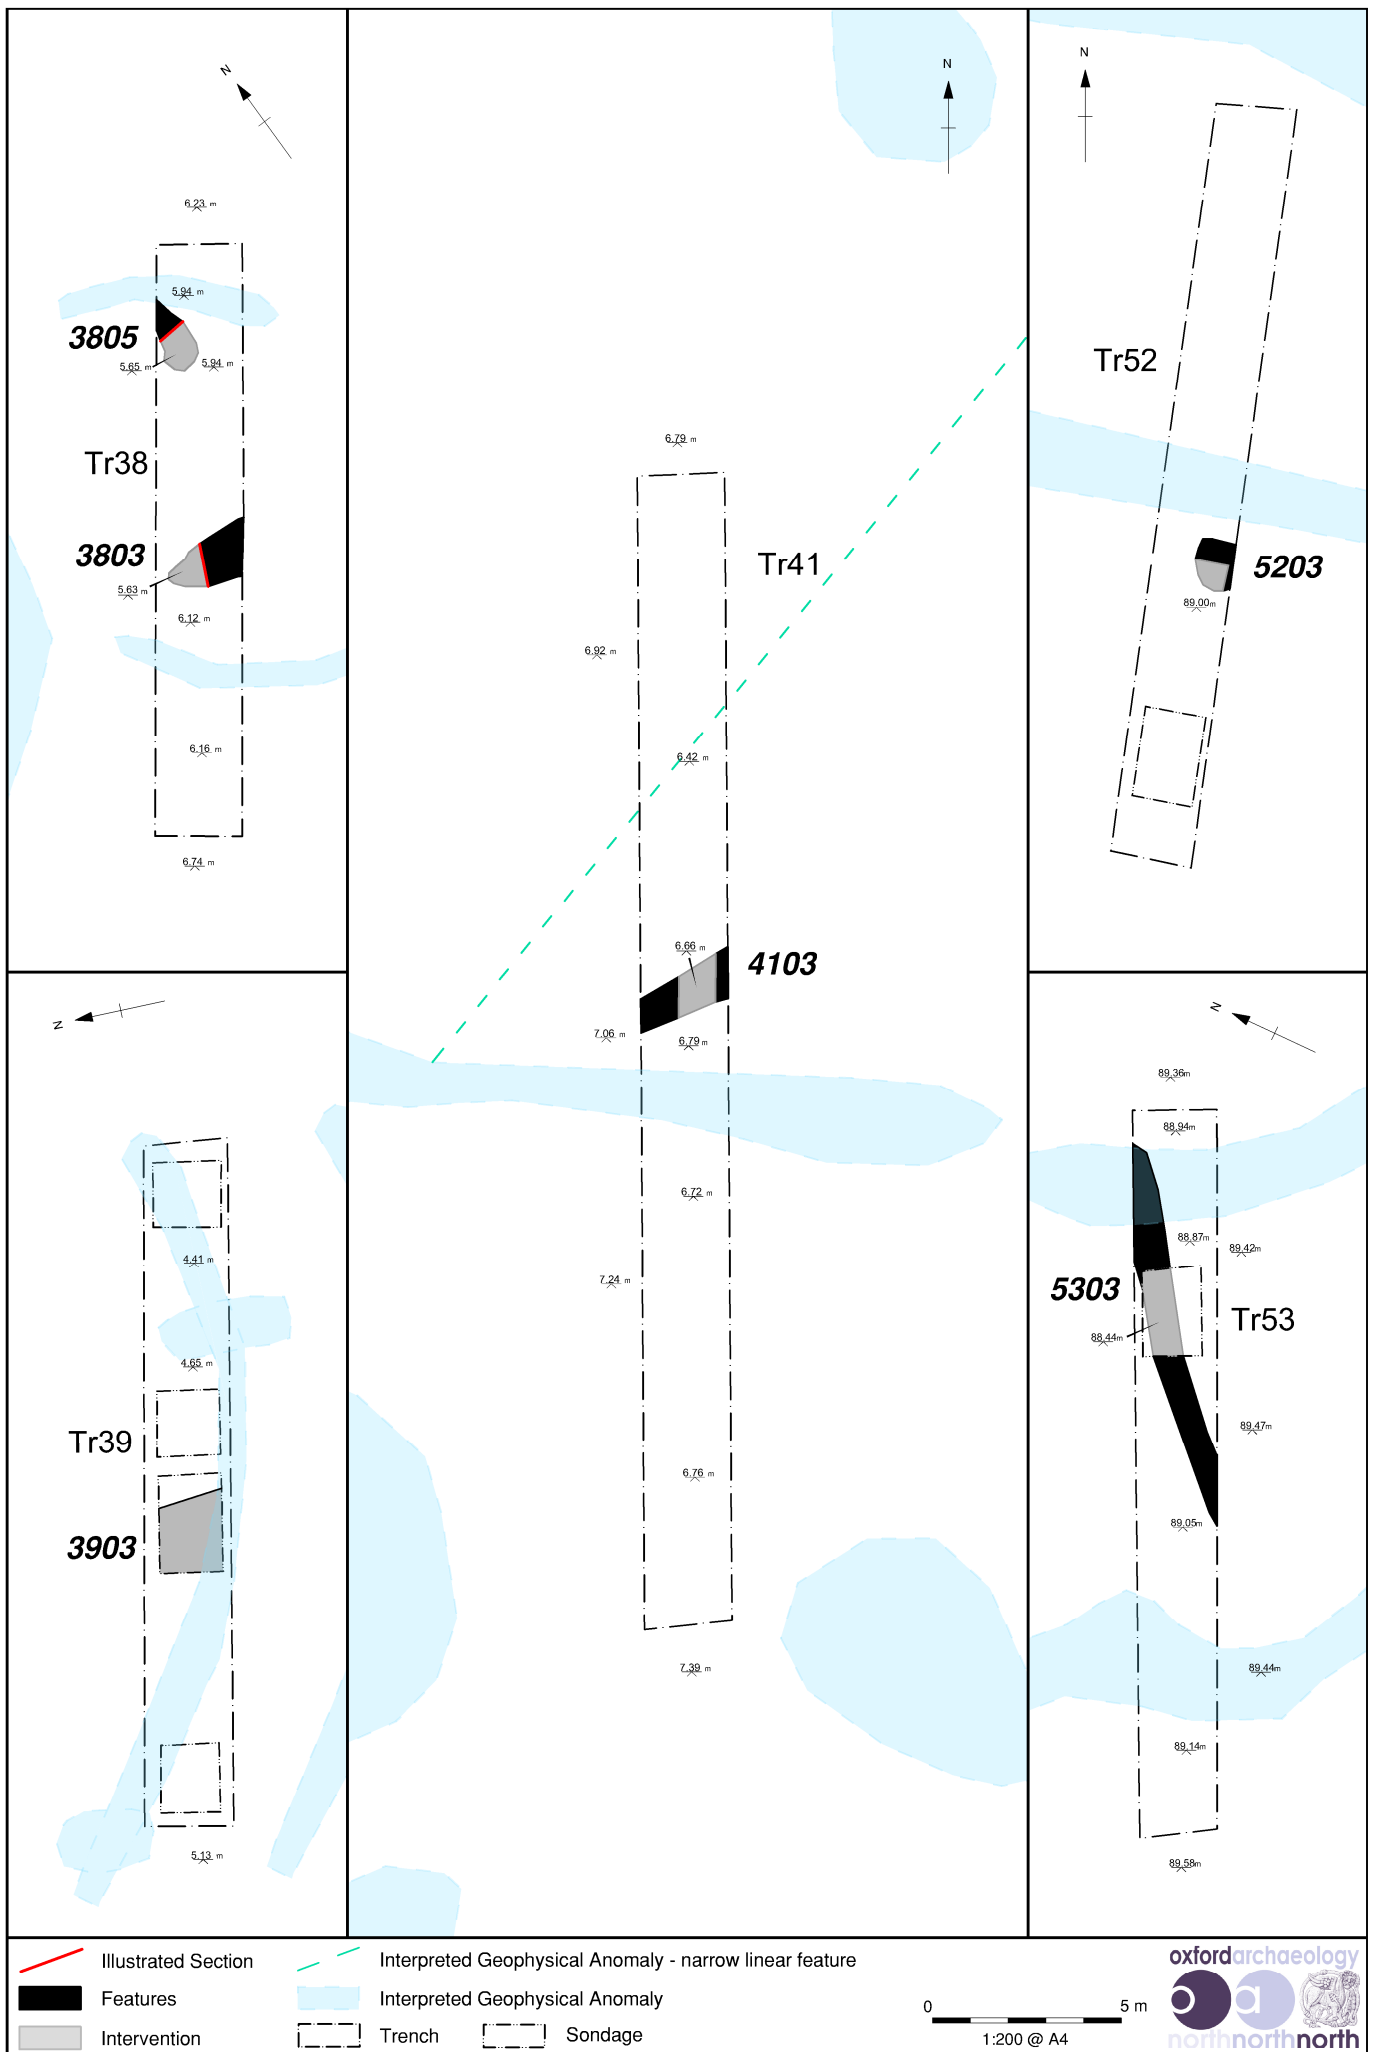 N
6.23 m
5.94 m
3805
5.65 m
5.94 m
Tr38
3803
5.63 m
6.12 m
6.16 m
6.74 m
N
6.79 m
Tr41
6.92 m
6.42 m
6.66 m
4103
7.06 m
6.79 m
6.72 m
7.24 m
6.76 m
7.39 m
N
Tr52
5203
89.00m
N
4.41 m
4.65 m
Tr39
3903
5.13 m
N
89.36m
88.94m
88.87m
89.42m
5303
Tr53
88.44m
89.47m
89.05m
89.44m
89.14m
89.58m
Illustrated Section
Features
Intervention
Interpreted Geophysical Anomaly - narrow linear feature
Interpreted Geophysical Anomaly
Trench
Sondage
0 5 m
1:200 @ A4
oxfordarchaeology
oa
northnorthnorth